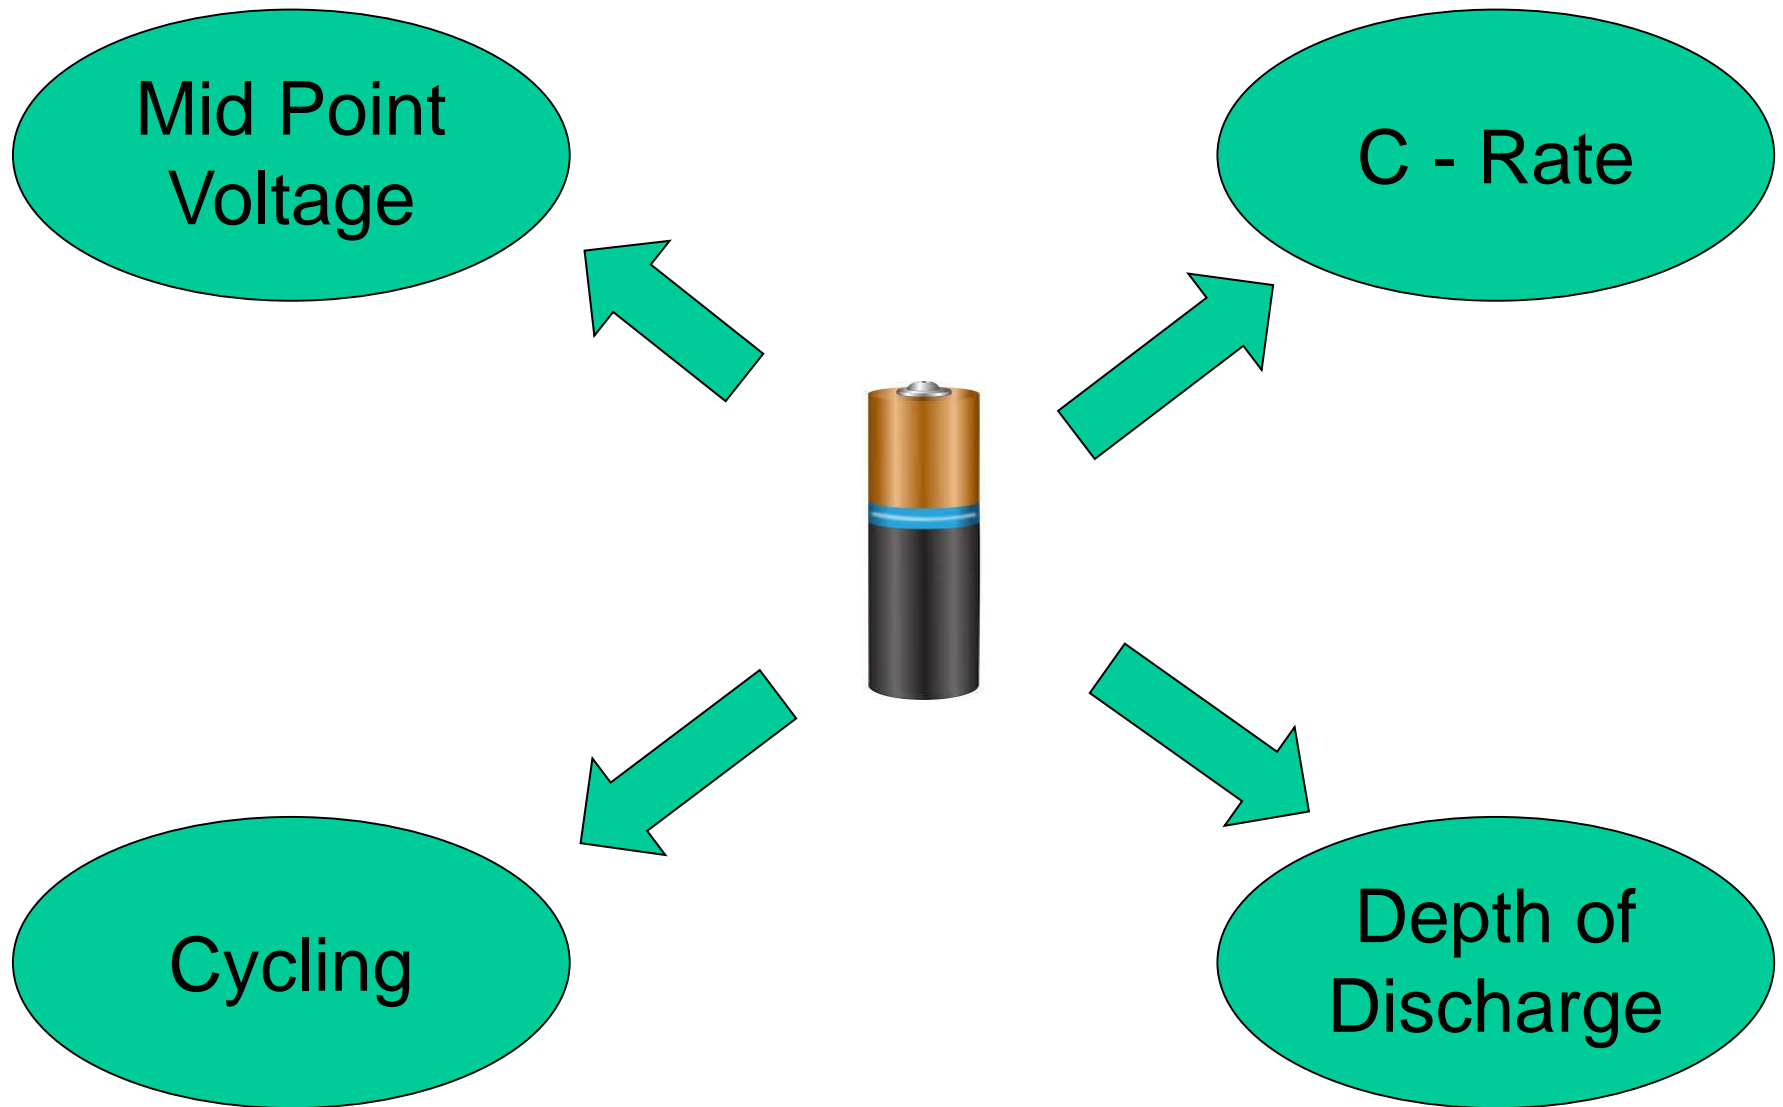 Mid Point
Voltage
C - Rate
Cycling
Depth of
Discharge